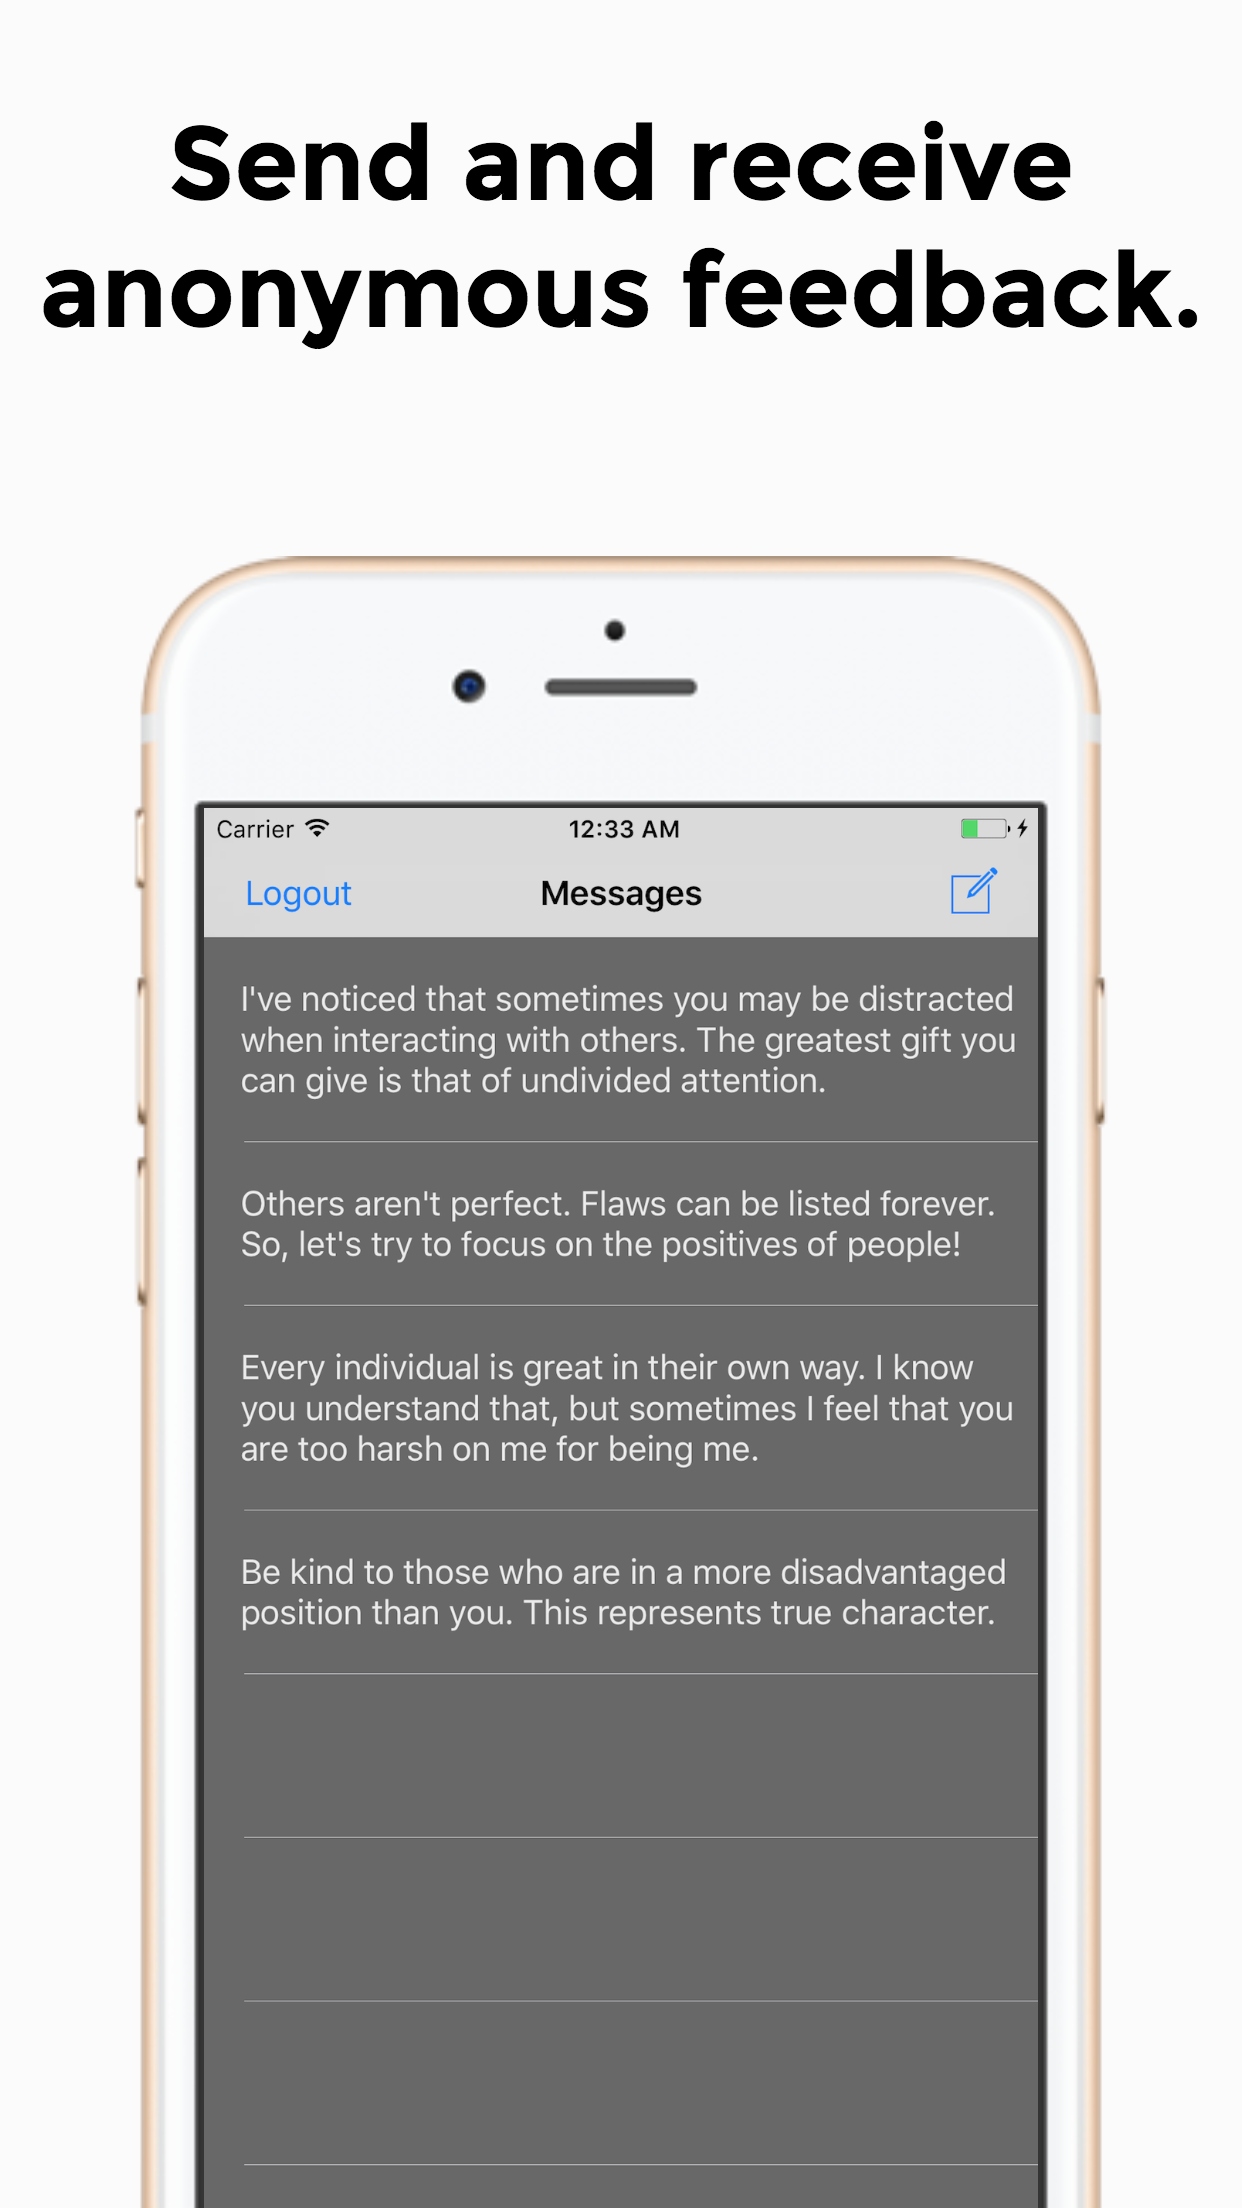 Send and receive
anonymous feedback.
Carrier
12:33 AM
Logout
Messages
I've noticed that sometimes you may be distracted
when interacting with others. The greatest gift you
can give is that of undivided attention.
Others aren't perfect. Flaws can be listed forever.
So, let's try to focus on the positives of people!
Every individual is great in their own way. I know
you understand that, but sometimes I feel that you
are too harsh on me for being me.
Be kind to those who are in a more disadvantaged
position than you. This represents true character.